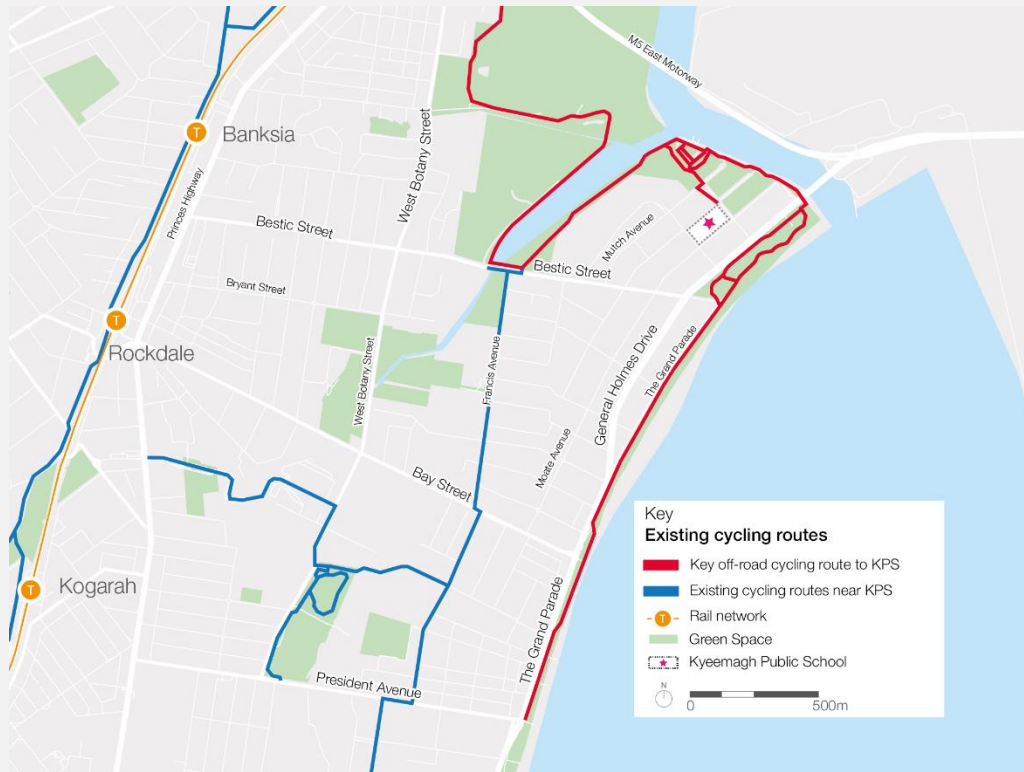 M5 East Motorway
T
Banksia
West Botany Street
Princes Highway
Bestic Street
Mutch Avenue
Bestic Street
Bryant Street
T
Rockdale
West Botany Street
Francis Avenue
General Holmes Drive
The Grand Parade
Moate Avenue
Bay Street
T
Kogarah
The Grand Parade
President Avenue
Key
Existing cycling routes
Key off-road cycling route to KPS
Existing cycling routes near KPS
T
Rail network
Green Space
Kyeemagh Public School
N
0
500m